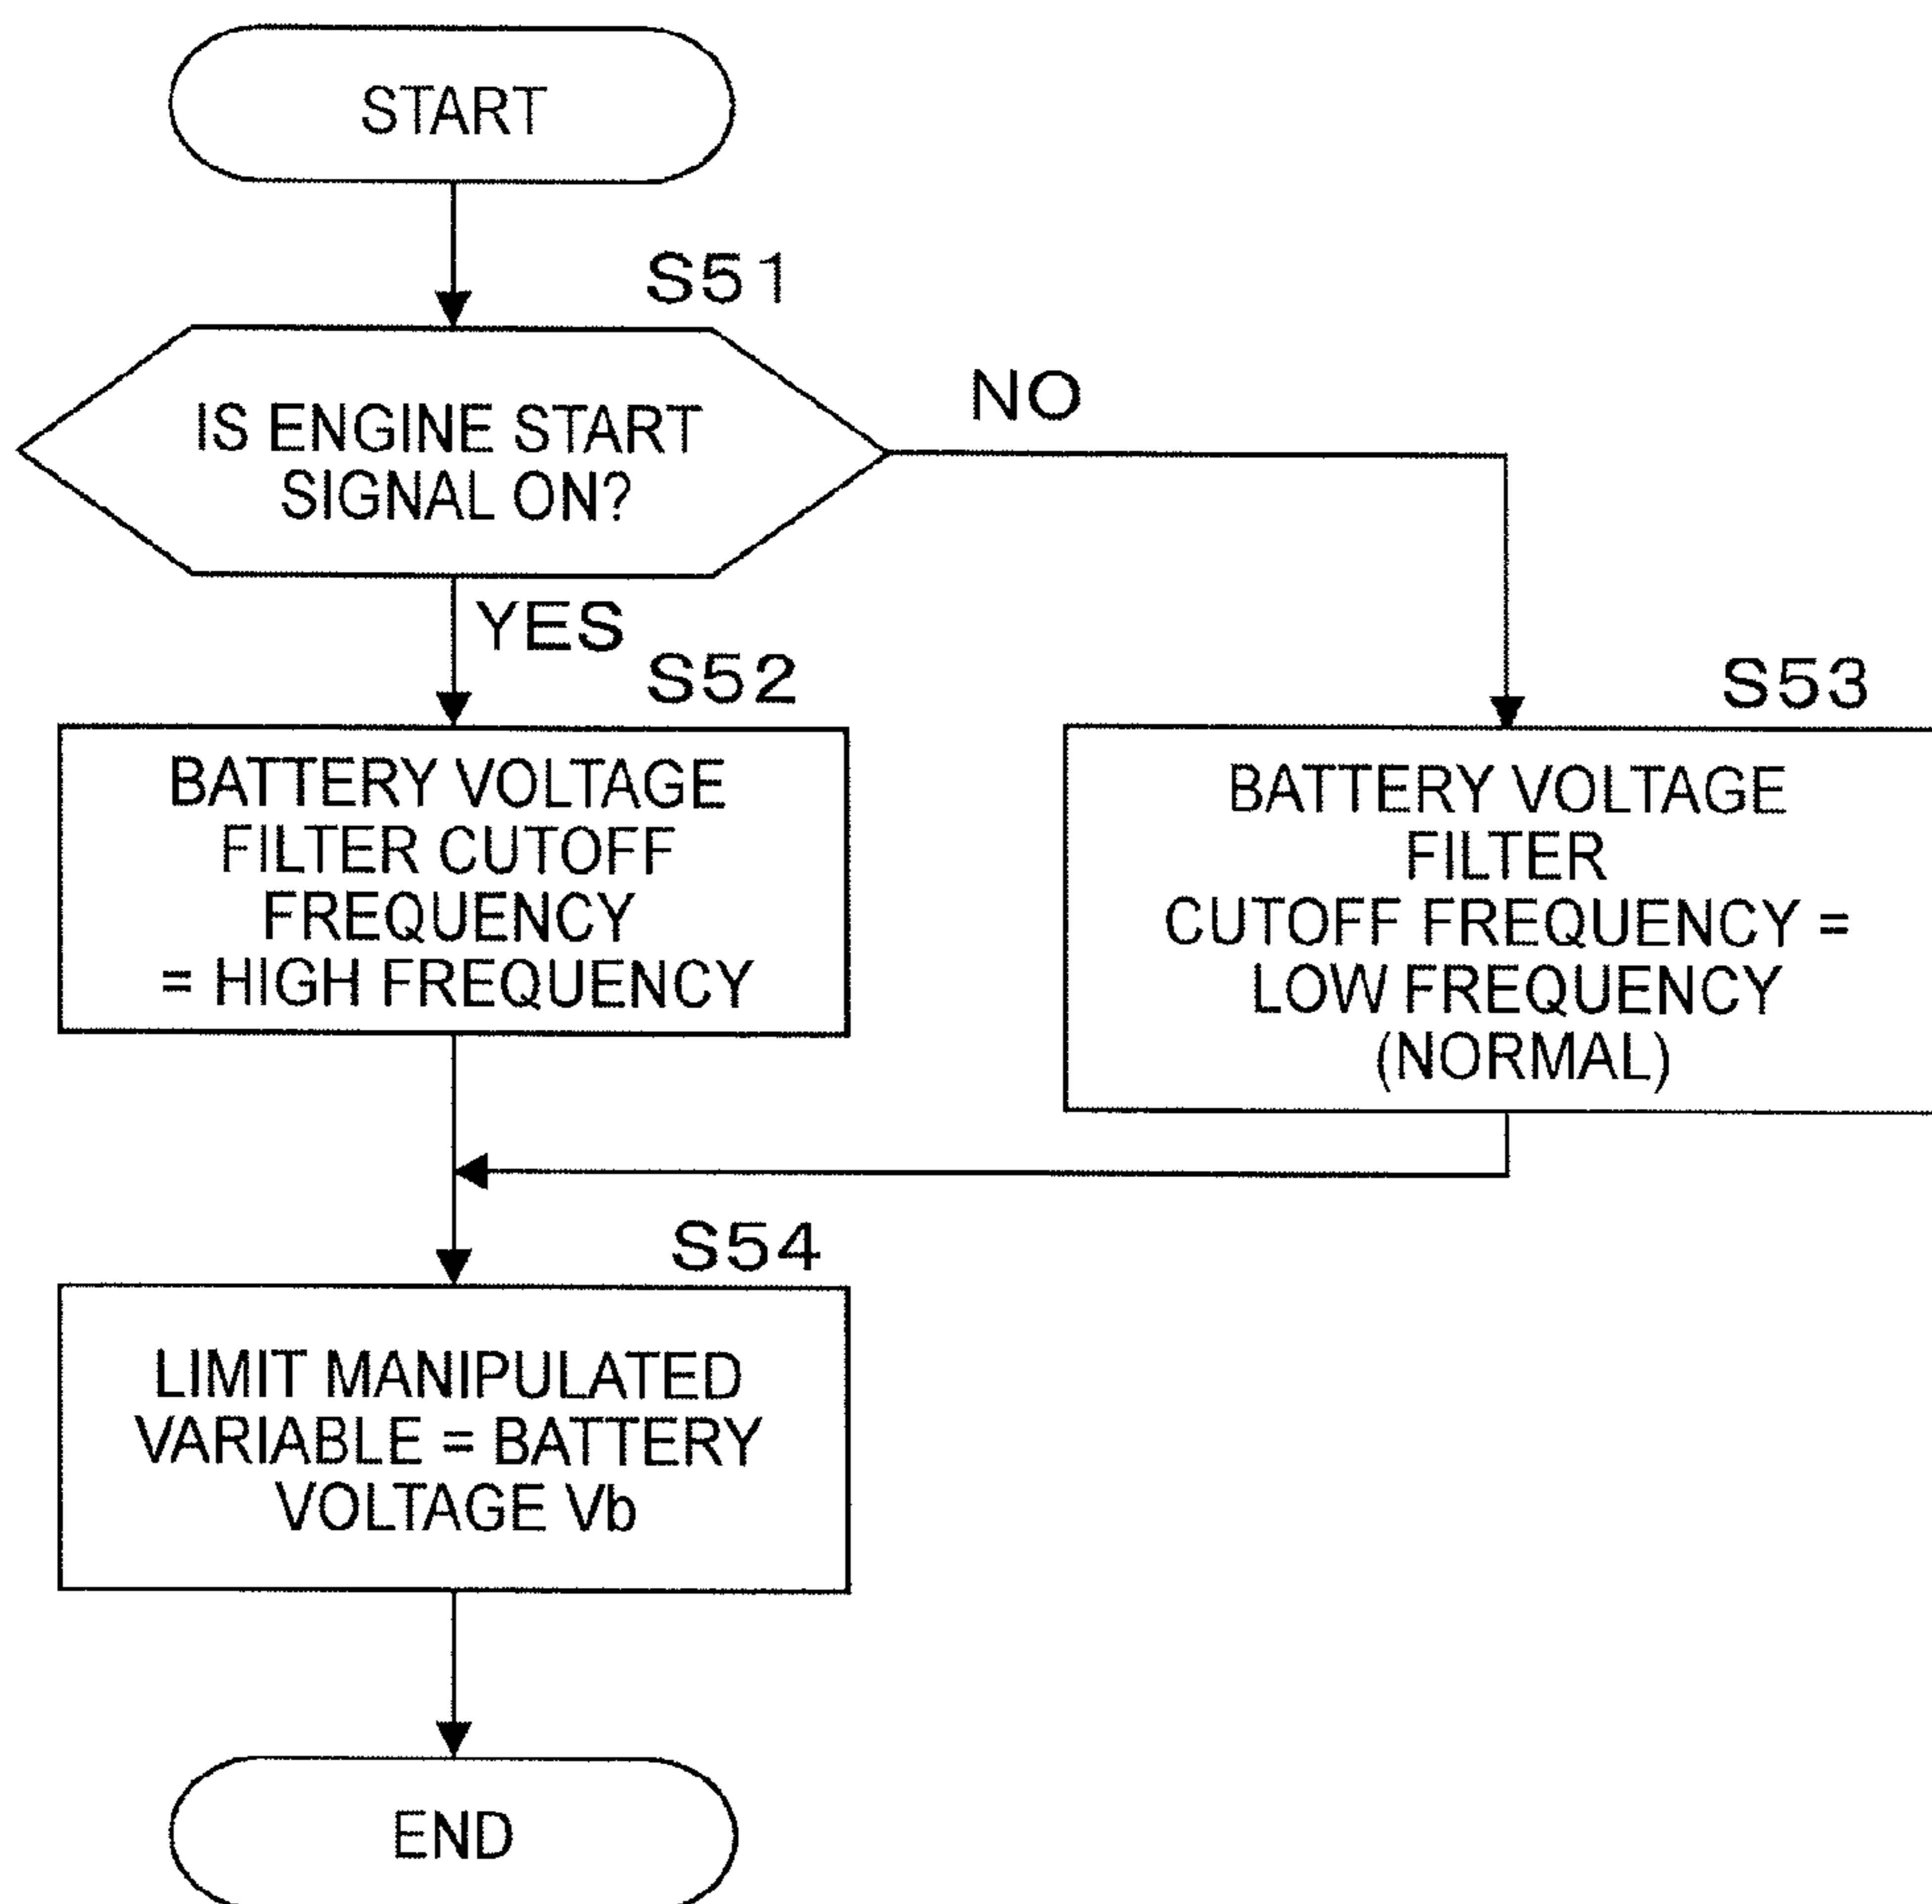 START
S51
IS ENGINE START
SIGNAL ON?
NO
YES
S52
BATTERY VOLTAGE
FILTER CUTOFF
FREQUENCY
= HIGH FREQUENCY
S53
BATTERY VOLTAGE
FILTER
CUTOFF FREQUENCY =
LOW FREQUENCY
(NORMAL)
S54
LIMIT MANIPULATED
VARIABLE = BATTERY
VOLTAGE Vb
END